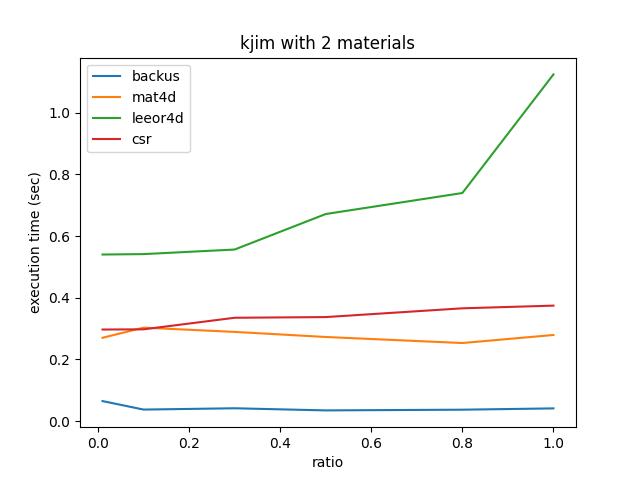 kjim with 2 materials
backus
mat4d
leeor4d
csr
execution time (sec)
1.0
0.8
0.6
0.4
0.2
0.0
0.0 0.2 0.4 0.6 0.8 1.0
ratio